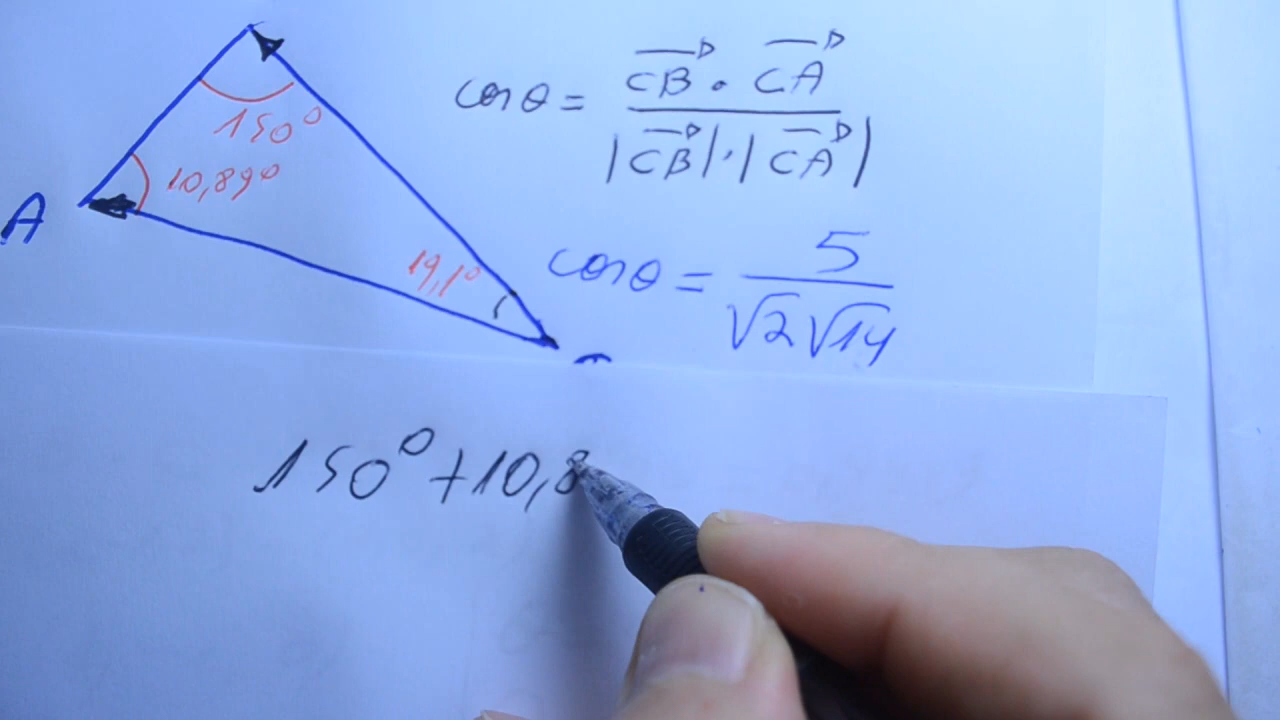 150°
10,89°
A
19,1°
cos θ = CB⃗ · CA⃗ / |CB⃗| · |CA⃗|
cos θ = 5 / √2 √14
150° + 10,8